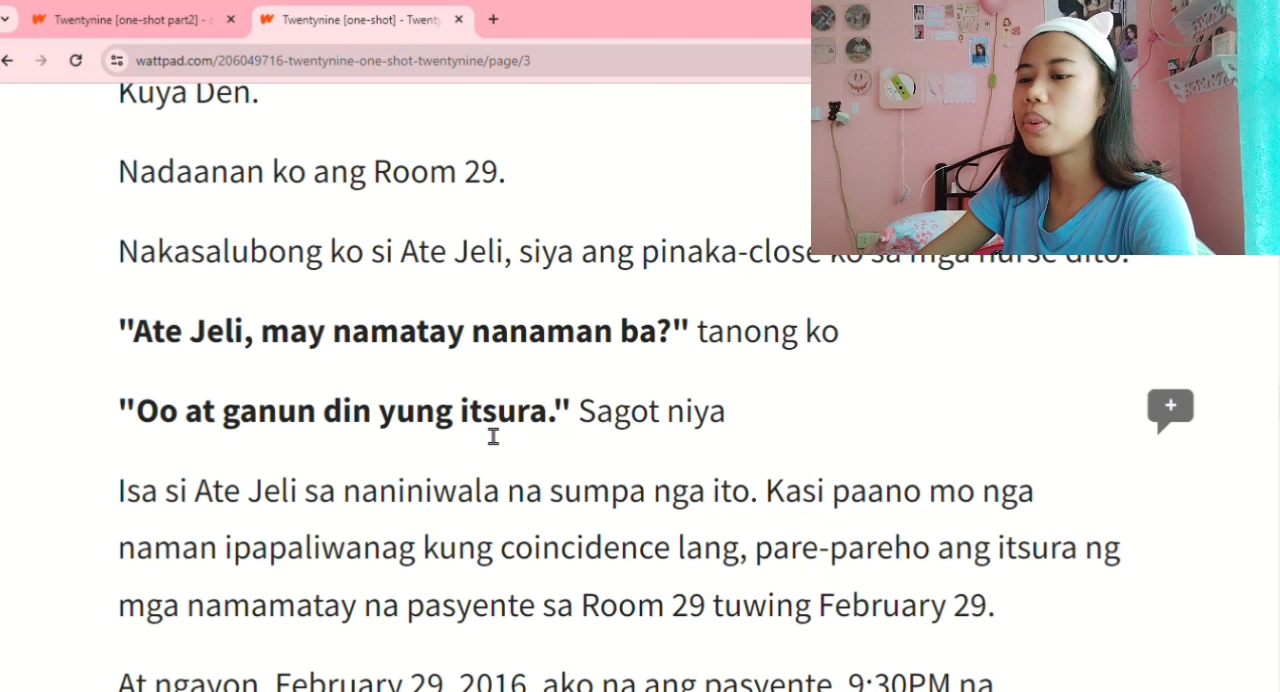 Twentynine [one-shot part2] -
Twentynine [one-shot] - Twenty
wattpad.com/206049716-twentynine-one-shot-twentynine/page/3
Kuya Den.
Nadaanan ko ang Room 29.
Nakasalubong ko si Ate Jeli, siya ang pinaka-close ko sa mga nurse dito.
"Ate Jeli, may namatay nanaman ba?" tanong ko
"Oo at ganun din yung itsura." Sagot niya
Isa si Ate Jeli sa naniniwala na sumpa nga ito. Kasi paano mo nga
naman ipapaliwanag kung coincidence lang, pare-pareho ang itsura ng
mga namamatay na pasyente sa Room 29 tuwing February 29.
At ngayon, February 29, 2016, ako na ang pasyente. 9:30PM na